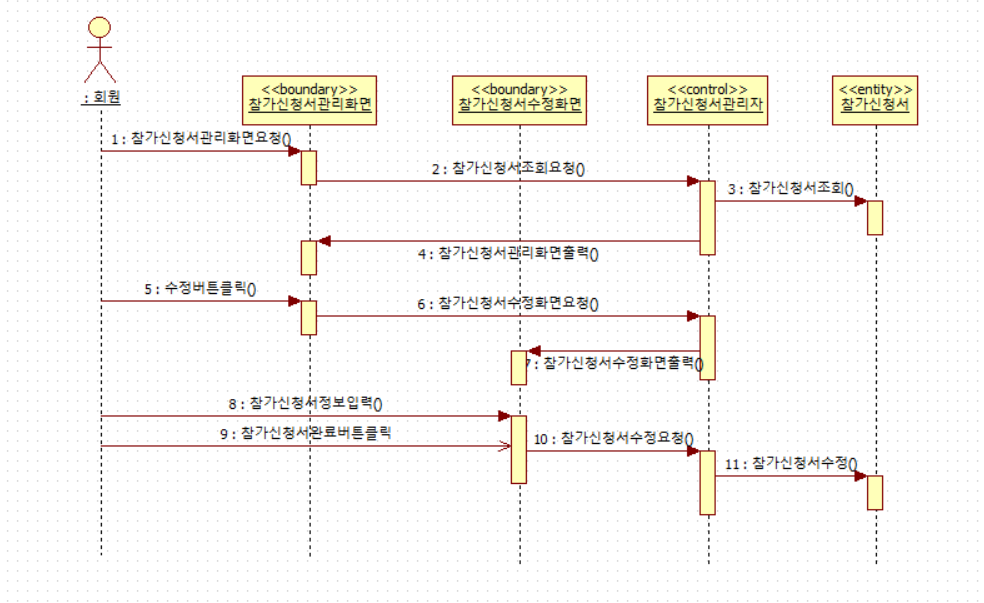 : 회원
<<boundary>>
참가신청서관리화면
<<boundary>>
참가신청서수정화면
<<control>>
참가신청서관리자
<<entity>>
참가신청서
1 : 참가신청서관리화면요청()
2 : 참가신청서조회요청()
3 : 참가신청서조회()
4 : 참가신청서관리화면출력()
5 : 수정버튼클릭()
6 : 참가신청서수정화면요청()
7 : 참가신청서수정화면출력()
8 : 참가신청서정보입력()
9 : 참가신청서완료버튼클릭
10 : 참가신청서수정요청()
11 : 참가신청서수정()